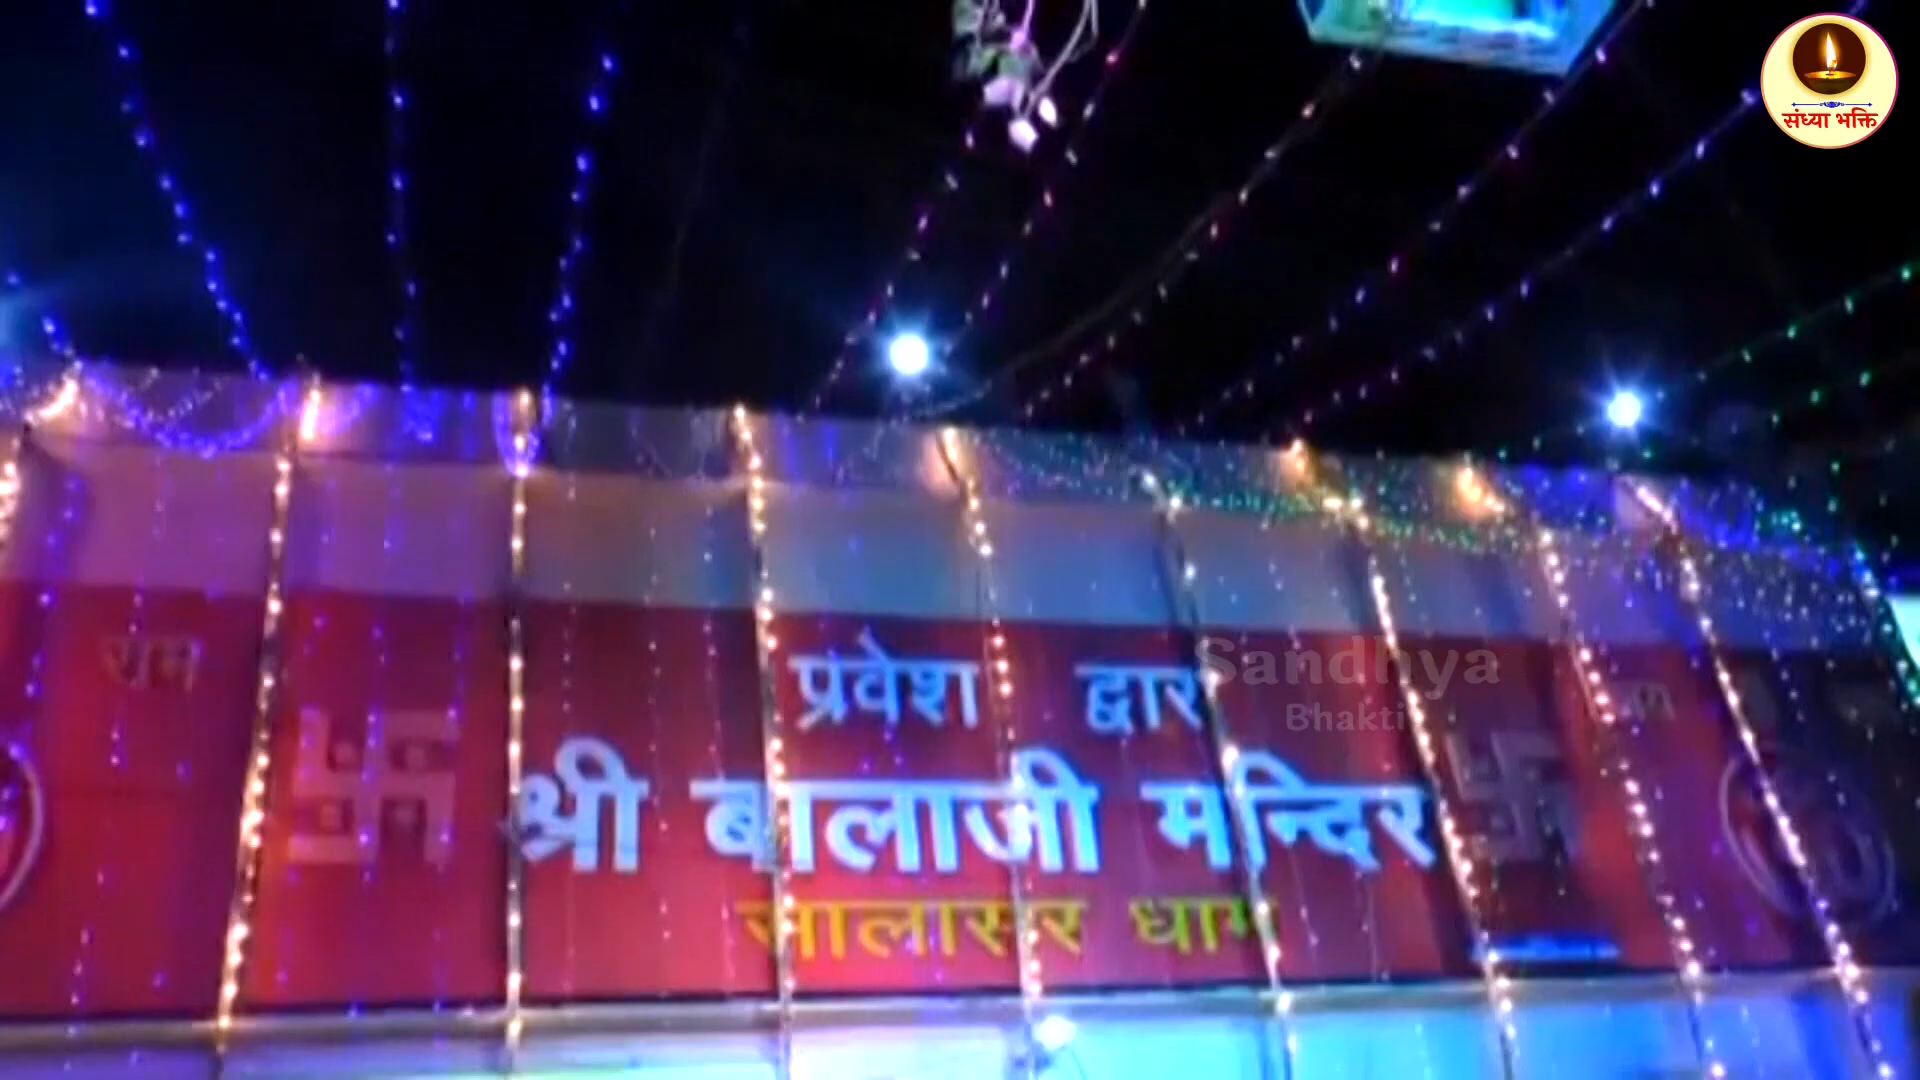 संध्या भक्ति
राम
प्रवेश द्वार
Sandhya
Bhakti
श्री बालाजी मन्दिर
सालासर धाम